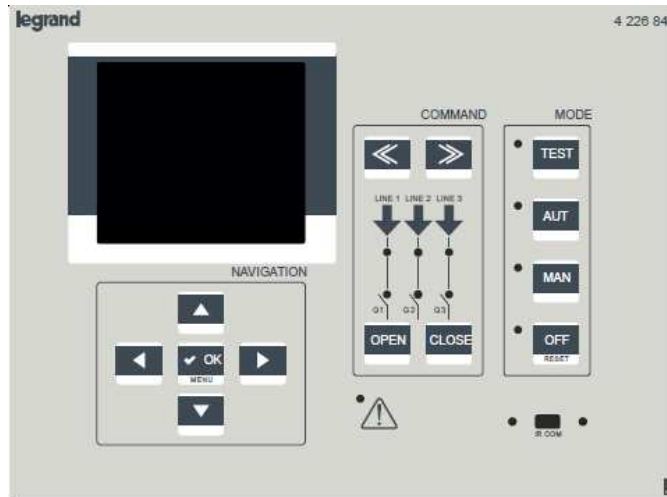 legrand
4 226 84
COMMAND
MODE
TEST
LINE 1 LINE 2 LINE 3
AUT
NAVIGATION
MAN
Q1 Q2 Q3
OPEN CLOSE
OFF
RESET
✔ OK
MENU
IR COM